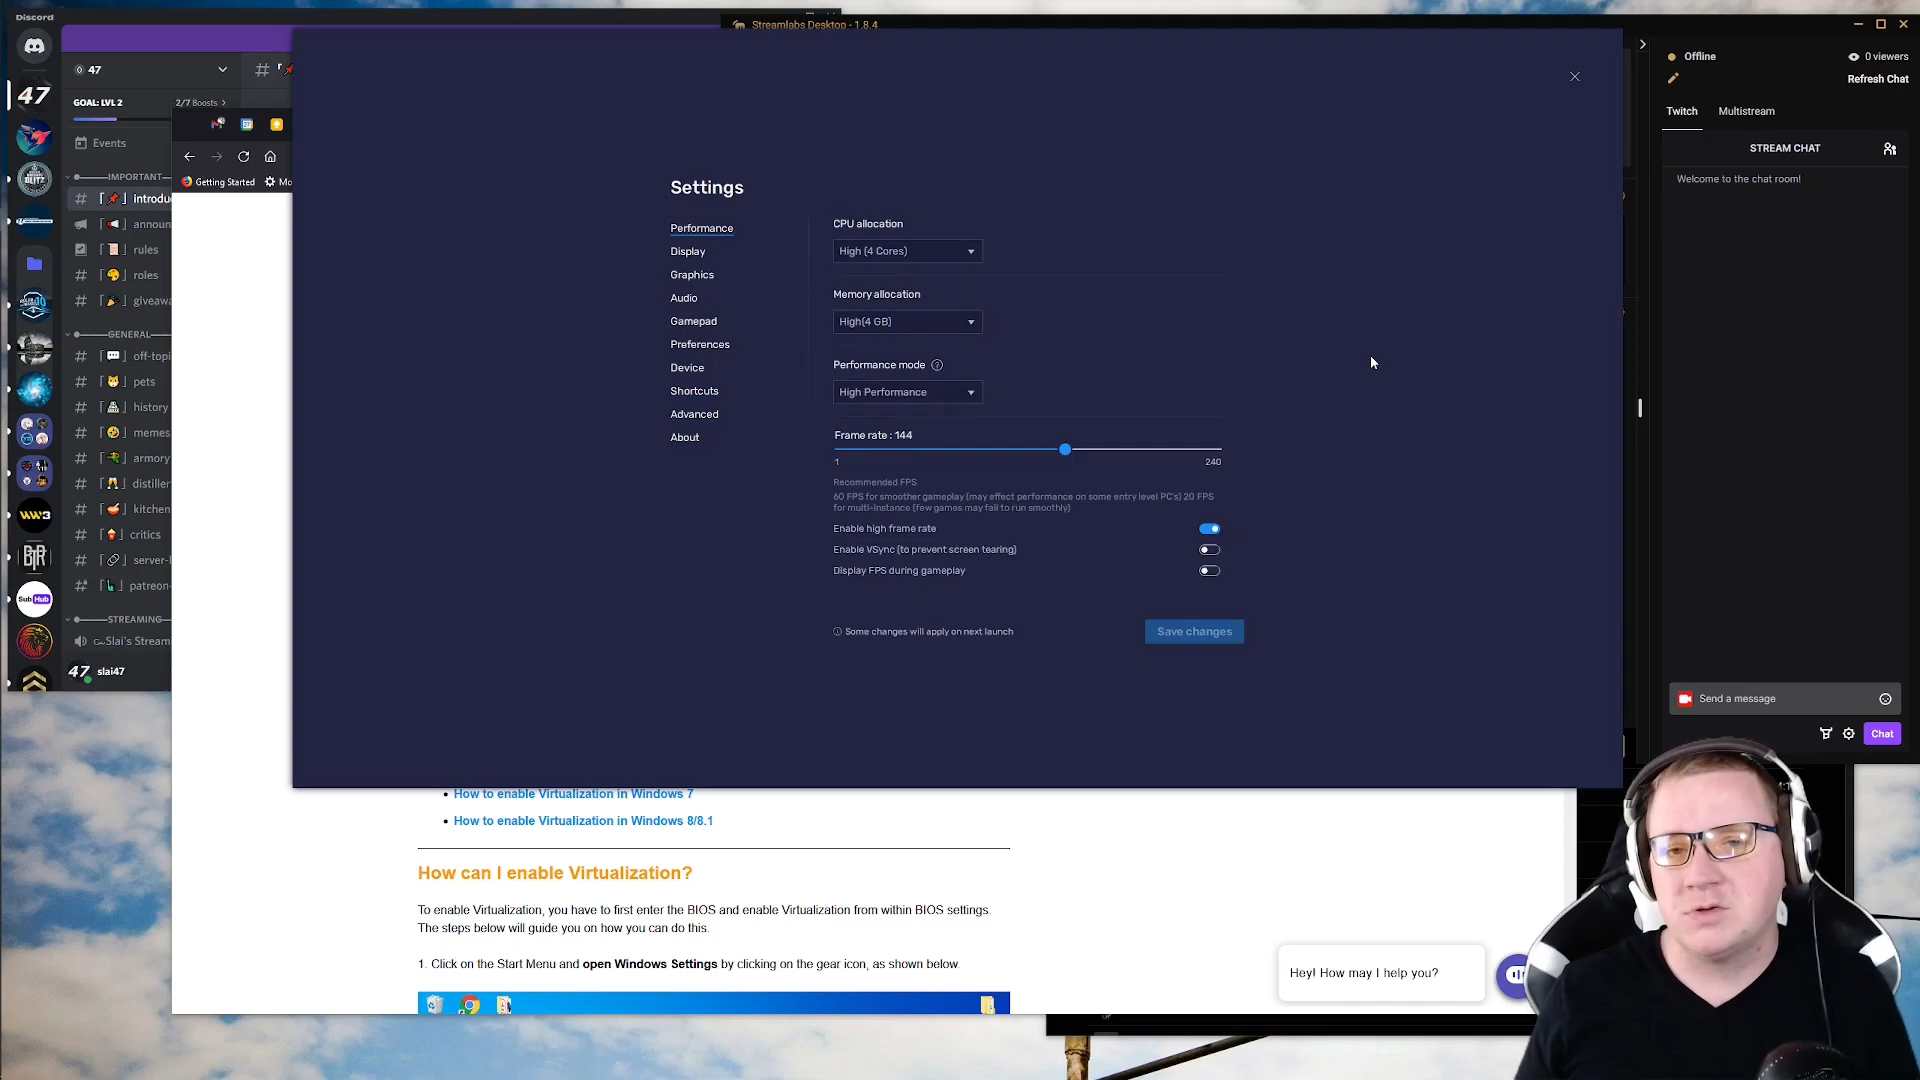 Discord
47
GOAL: LVL 2
2/7 Boosts
Events
IMPORTANT
introdu
announ
rules
roles
giveawa
GENERAL
off-topi
pets
history
memes
armory
distiller
kitchen
critics
server-
patreon-
STREAMING
Slai's Stream
47 slai47
47
WW3
BTR
Sub Hub
Getting Started
Mo
Streamlabs Desktop - 1.8.4
Settings
Performance
Display
Graphics
Audio
Gamepad
Preferences
Device
Shortcuts
Advanced
About
CPU allocation
High (4 Cores)
Memory allocation
High(4 GB)
Performance mode
High Performance
Frame rate : 144
1 240
Recommended FPS
60 FPS for smoother gameplay (may effect performance on some entry level PC's) 20 FPS
for multi-instance (few games may fail to run smoothly)
Enable high frame rate
Enable VSync (to prevent screen tearing)
Display FPS during gameplay
Some changes will apply on next launch
Save changes
Offline
0 viewers
Refresh Chat
Twitch Multistream
STREAM CHAT
Welcome to the chat room!
Send a message
Chat
• How to enable Virtualization in Windows 7
• How to enable Virtualization in Windows 8/8.1
How can I enable Virtualization?
To enable Virtualization, you have to first enter the BIOS and enable Virtualization from within BIOS settings.
The steps below will guide you on how you can do this.
1. Click on the Start Menu and open Windows Settings by clicking on the gear icon, as shown below.
Hey! How may I help you?